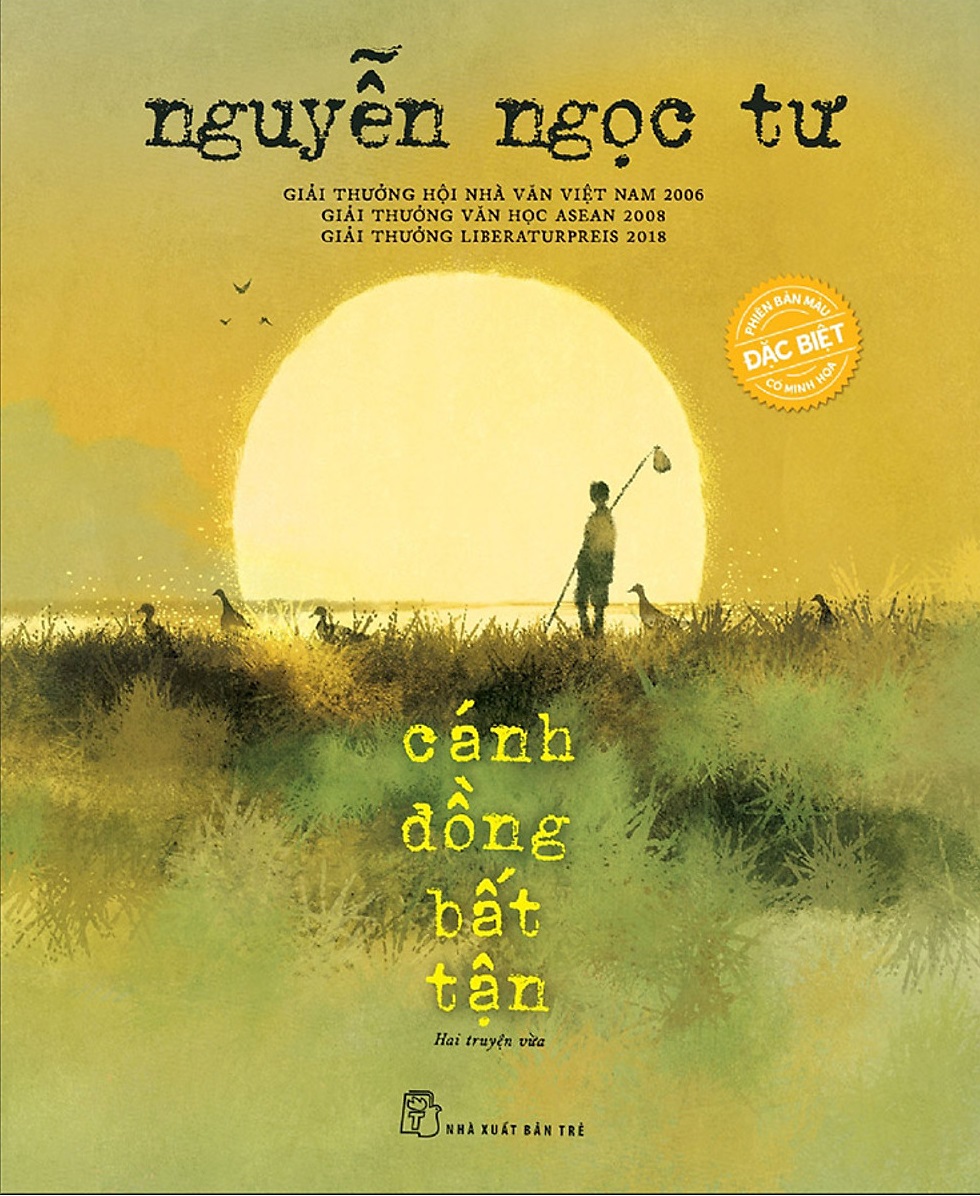 nguyễn ngọc tư
GIẢI THƯỞNG HỘI NHÀ VĂN VIỆT NAM 2006
GIẢI THƯỞNG VĂN HỌC ASEAN 2008
GIẢI THƯỞNG LIBERATURPREIS 2018
PHIÊN BẢN MÀU
ĐẶC BIỆT
CÓ MINH HỌA
cánh
đồng
bất
tận
Hai truyện vừa
NHÀ XUẤT BẢN TRẺ